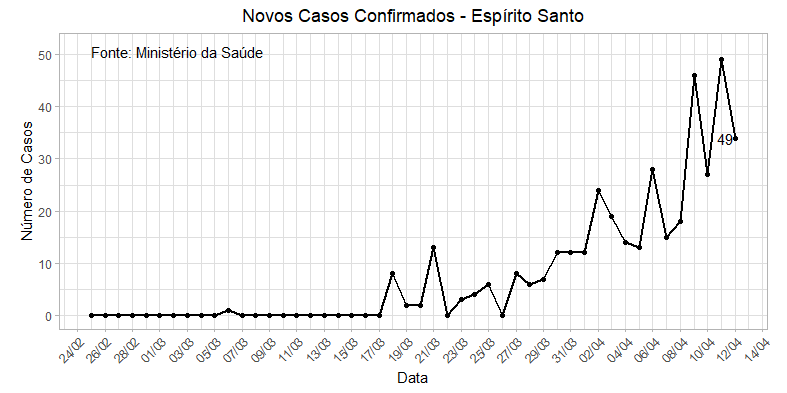 Novos Casos Confirmados - Espírito Santo
Fonte: Ministério da Saúde
Número de Casos
50
40
30
20
10
0
49
24/02 26/02 28/02 01/03 03/03 05/03 07/03 09/03 11/03 13/03 15/03 17/03 19/03 21/03 23/03 25/03 27/03 29/03 31/03 02/04 04/04 06/04 08/04 10/04 12/04 14/04
Data